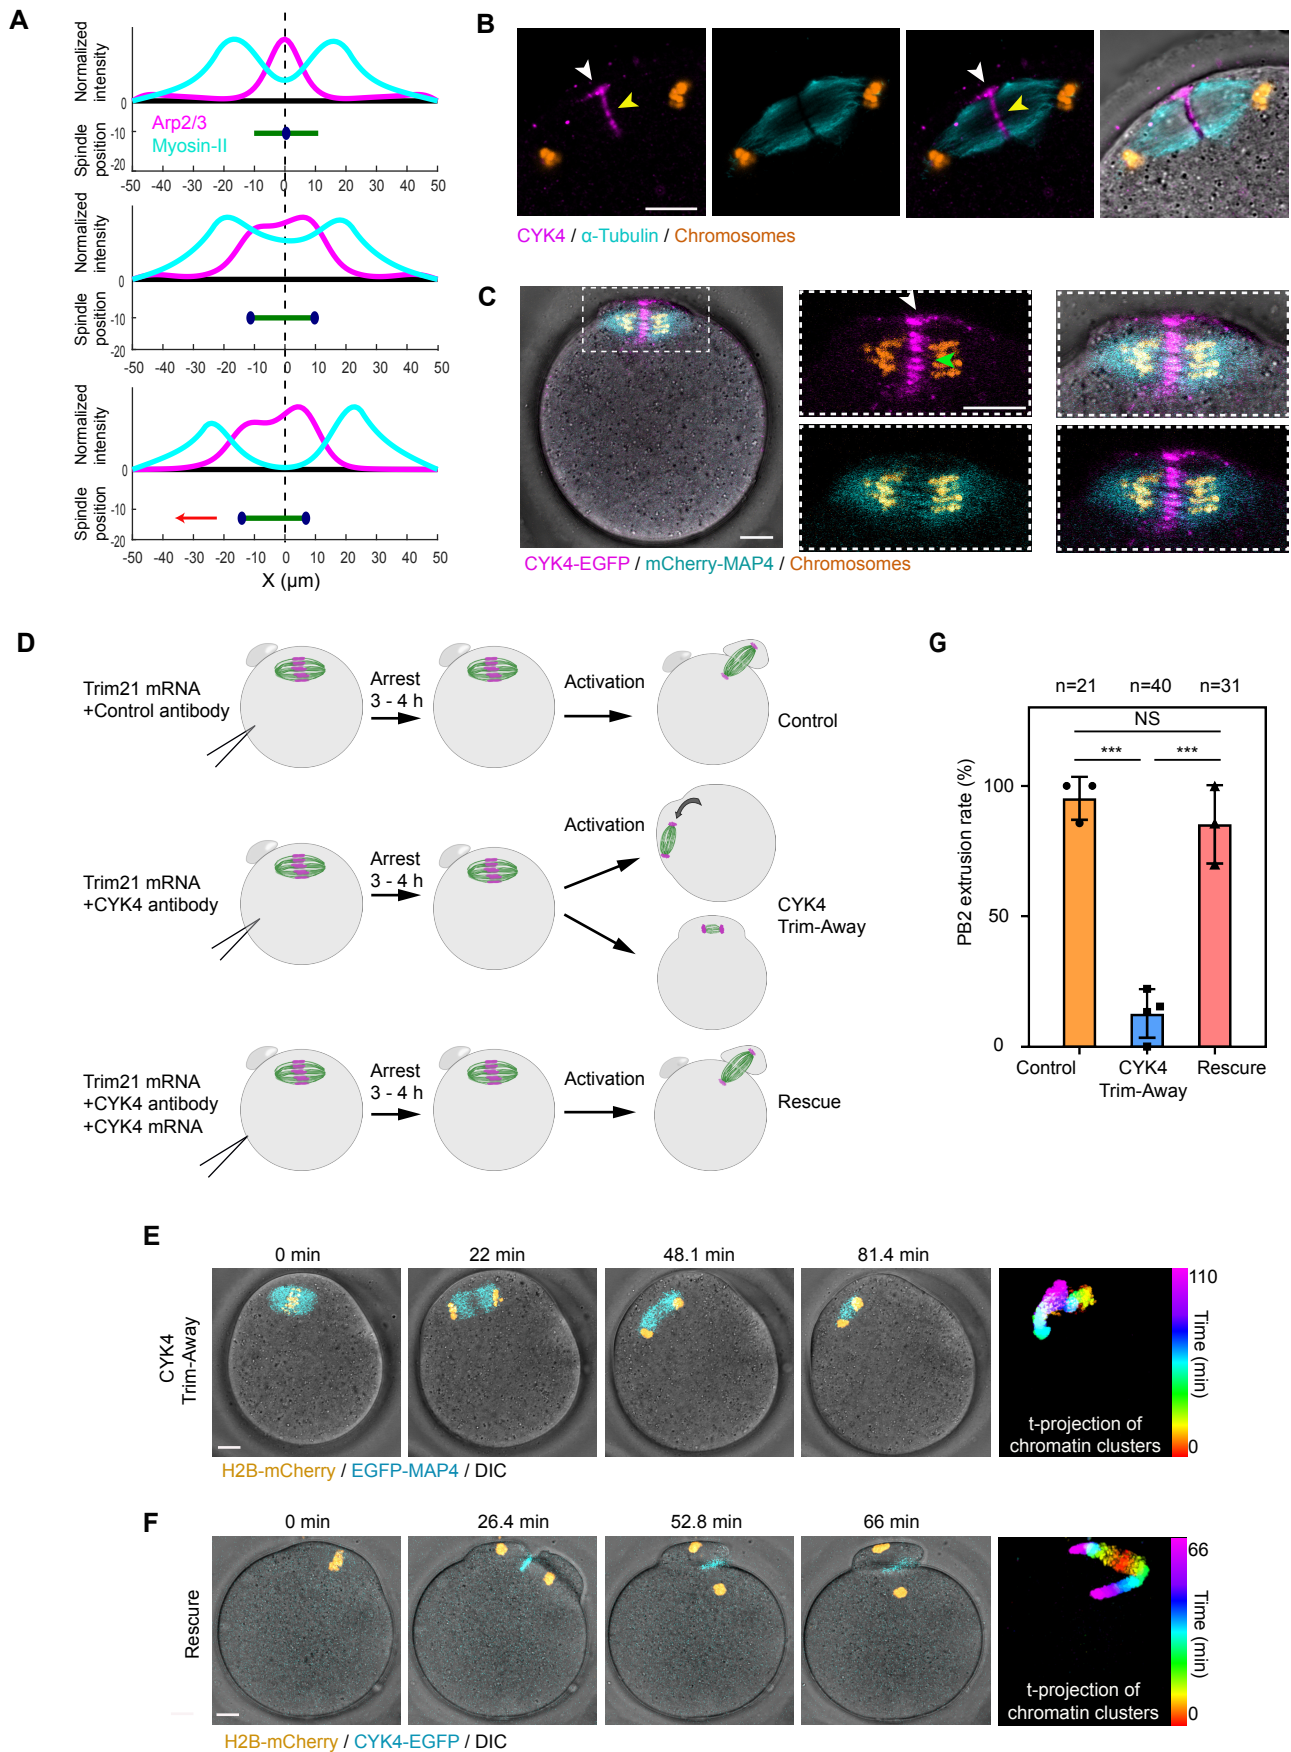 A
Normalized
intensity
0
Arp2/3
Myosin-II
Spindle
position
-10
-20
-50 -40 -30 -20 -10 0 10 20 30 40 50
Normalized
intensity
0
Spindle
position
-10
-20
-50 -40 -30 -20 -10 0 10 20 30 40 50
Normalized
intensity
0
Spindle
position
-10
-20
-50 -40 -30 -20 -10 0 10 20 30 40 50
X (µm)
B
CYK4 / α-Tubulin / Chromosomes
C
CYK4-EGFP / mCherry-MAP4 / Chromosomes
D
Trim21 mRNA
+Control antibody
Arrest
3 - 4 h
Activation
Control
Trim21 mRNA
+CYK4 antibody
Arrest
3 - 4 h
Activation
CYK4
Trim-Away
Trim21 mRNA
+CYK4 antibody
+CYK4 mRNA
Arrest
3 - 4 h
Activation
Rescue
G
n=21 n=40 n=31
NS
*** ***
PB2 extrusion rate (%)
100
50
0
Control CYK4 Rescure
Trim-Away
E
0 min 22 min 48.1 min 81.4 min
CYK4
Trim-Away
110
Time (min)
0
t-projection of
chromatin clusters
H2B-mCherry / EGFP-MAP4 / DIC
F
0 min 26.4 min 52.8 min 66 min
Rescure
66
Time (min)
0
t-projection of
chromatin clusters
H2B-mCherry / CYK4-EGFP / DIC